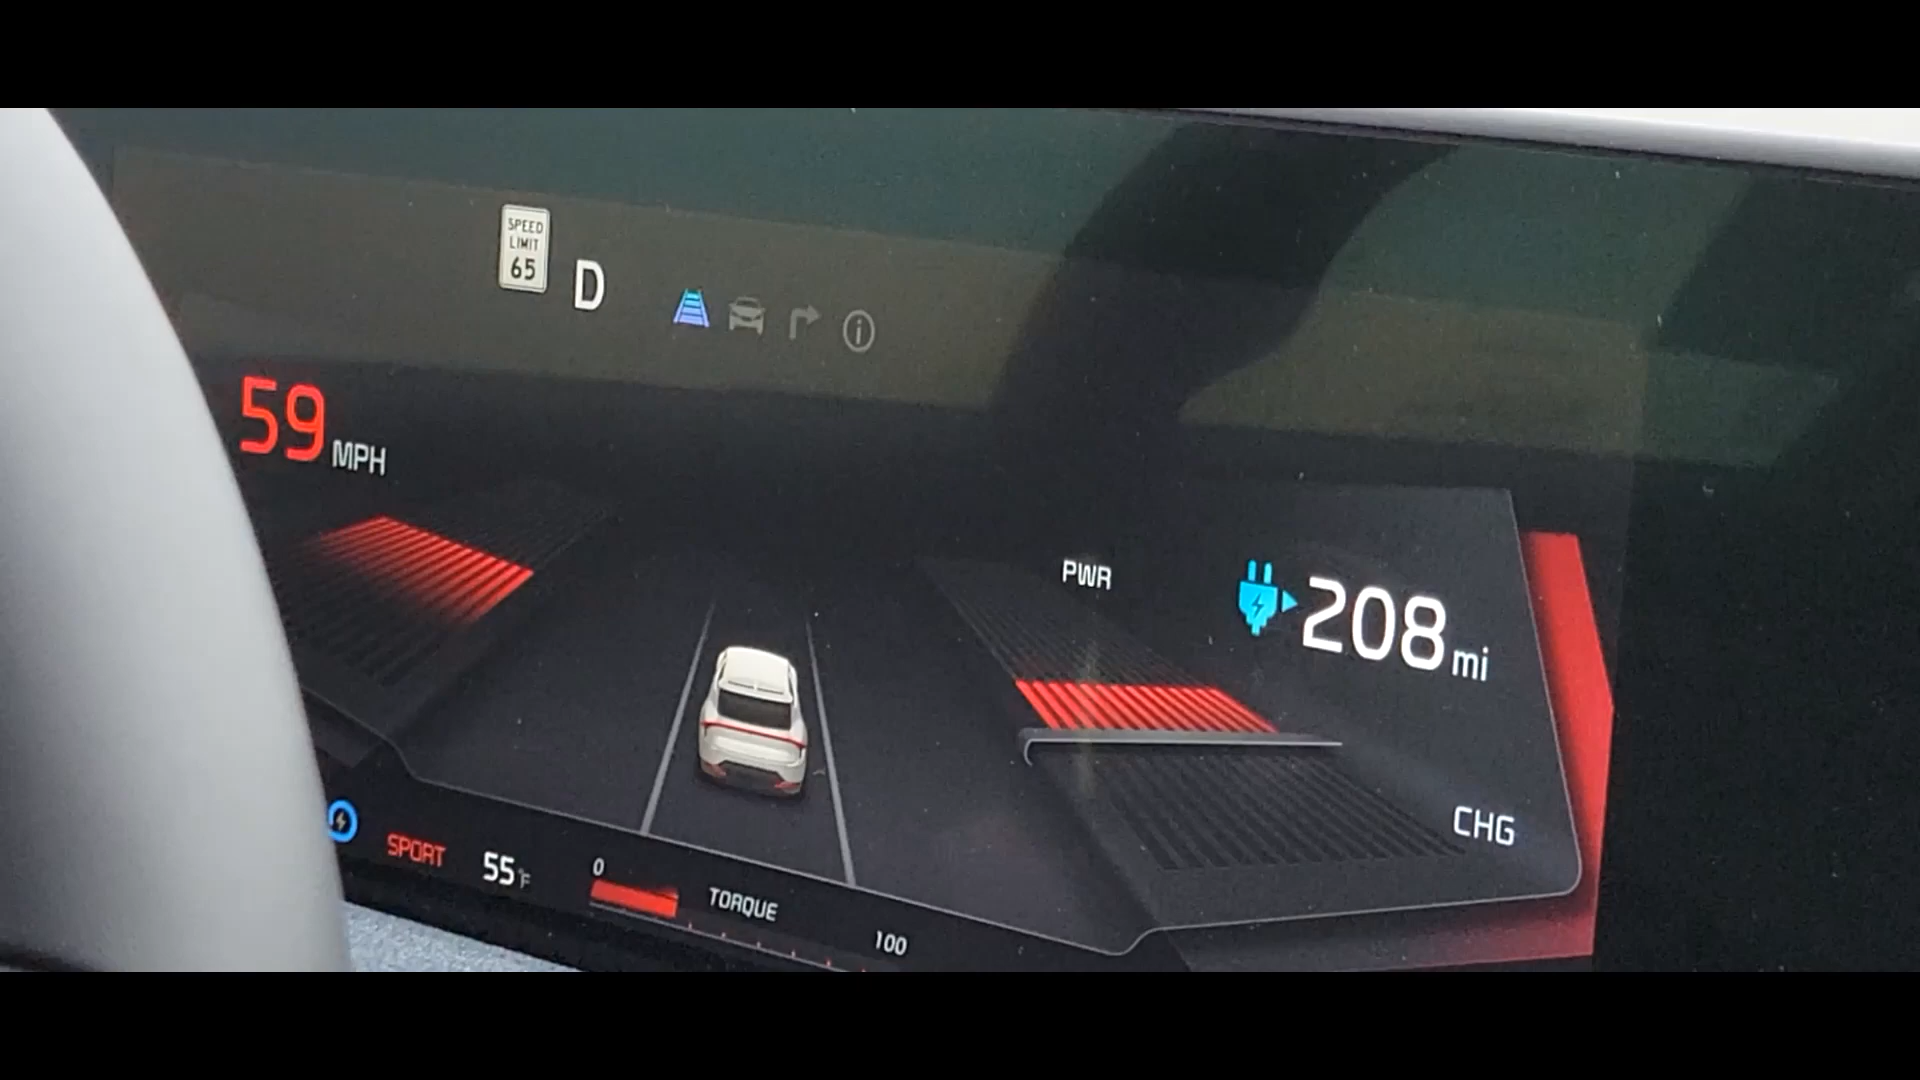 SPEED
LIMIT
65
D
59 MPH
PWR
208 mi
CHG
SPORT
55°F
0
TORQUE
100